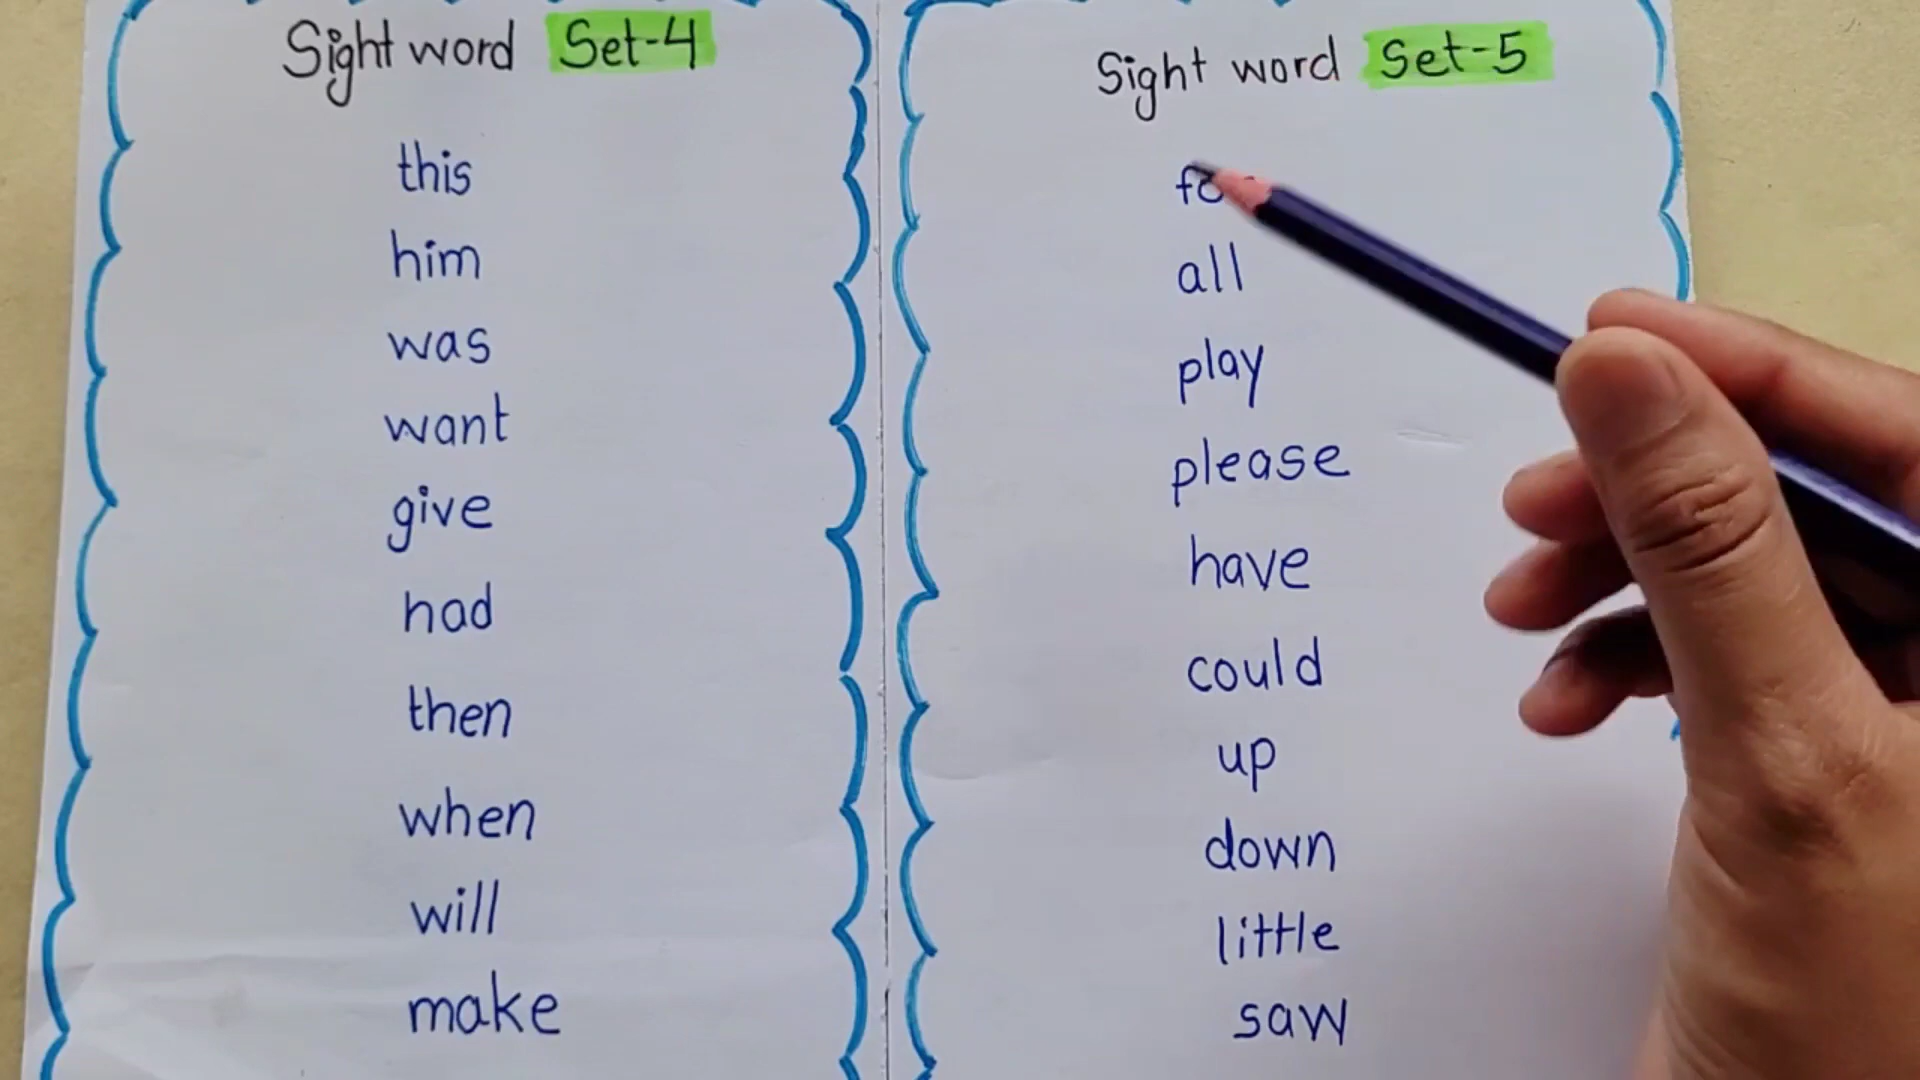 Sight word Set-4
this
him
was
want
give
had
then
when
will
make
Sight word Set-5
all
play
please
have
could
up
down
little
saw